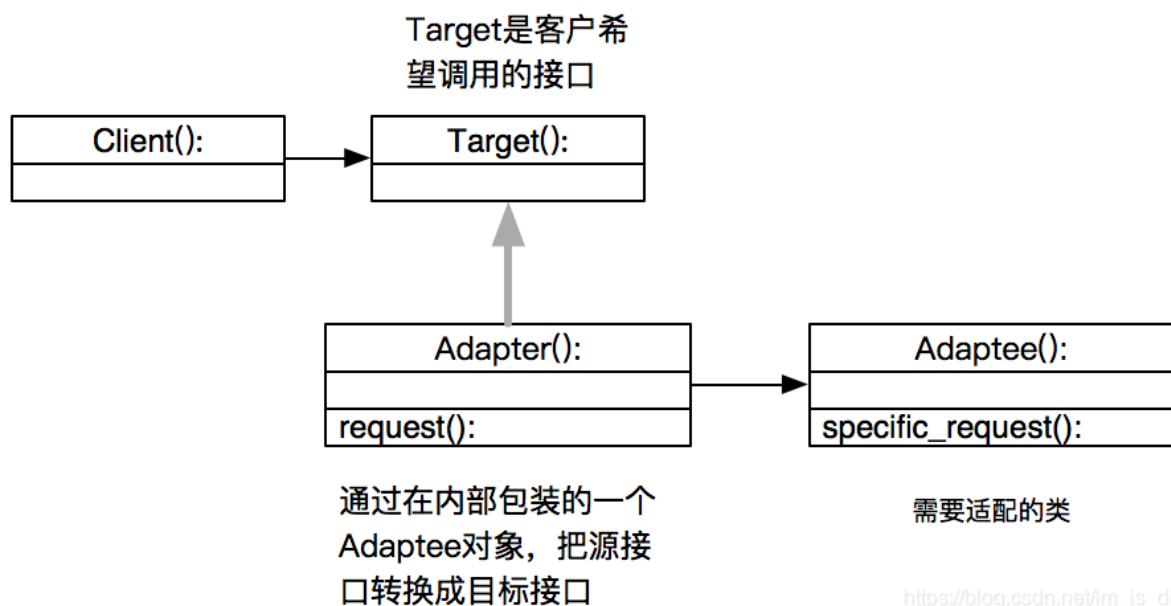 Target是客户希
望调用的接口
Client():
Target():
Adapter():
request():
Adaptee():
specific_request():
通过在内部包装的一个
Adaptee对象，把源接
口转换成目标接口
需要适配的类
https://blog.csdn.net/lm_is_d